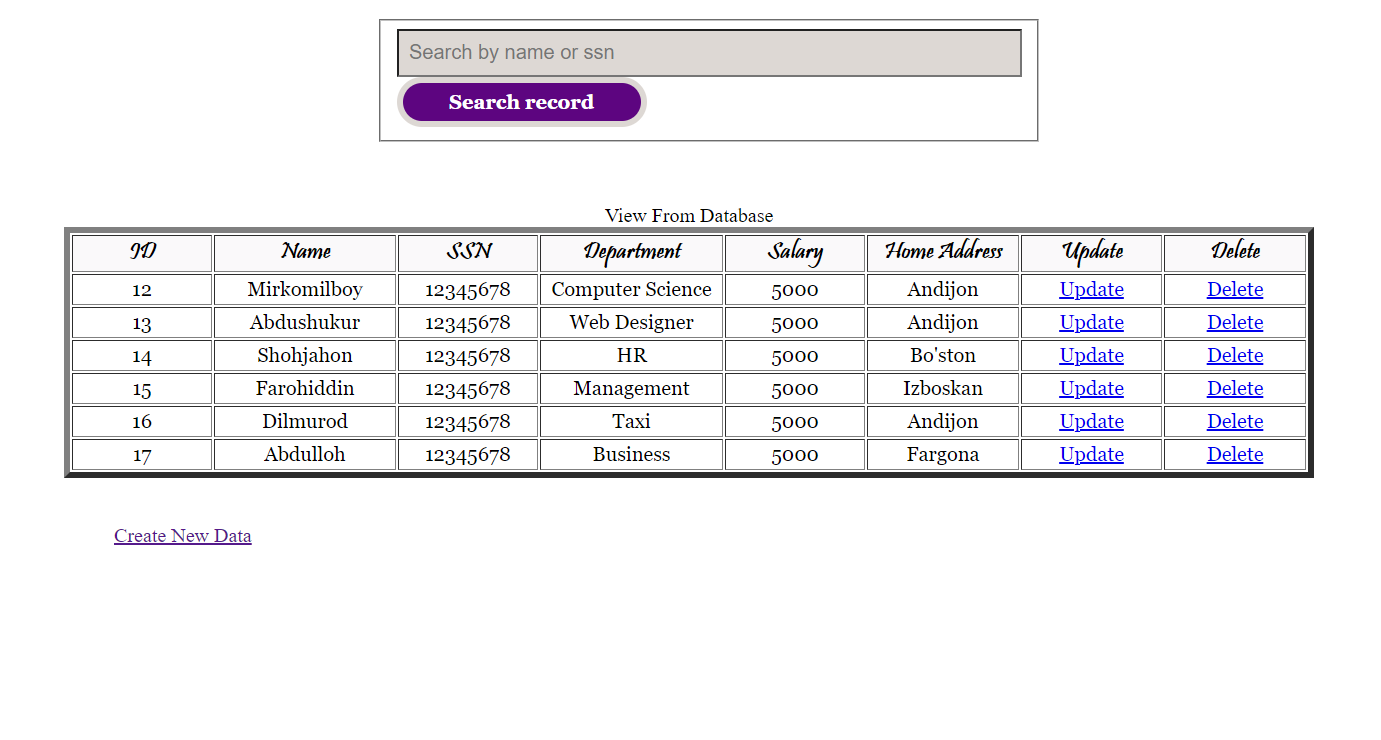 Search by name or ssn
Search record
View From Database
ID Name SSN Department Salary Home Address Update Delete
12 Mirkomilboy 12345678 Computer Science 5000 Andijon Update Delete
13 Abdushukur 12345678 Web Designer 5000 Andijon Update Delete
14 Shohjahon 12345678 HR 5000 Bo'ston Update Delete
15 Farohiddin 12345678 Management 5000 Izboskan Update Delete
16 Dilmurod 12345678 Taxi 5000 Andijon Update Delete
17 Abdulloh 12345678 Business 5000 Fargona Update Delete
Create New Data